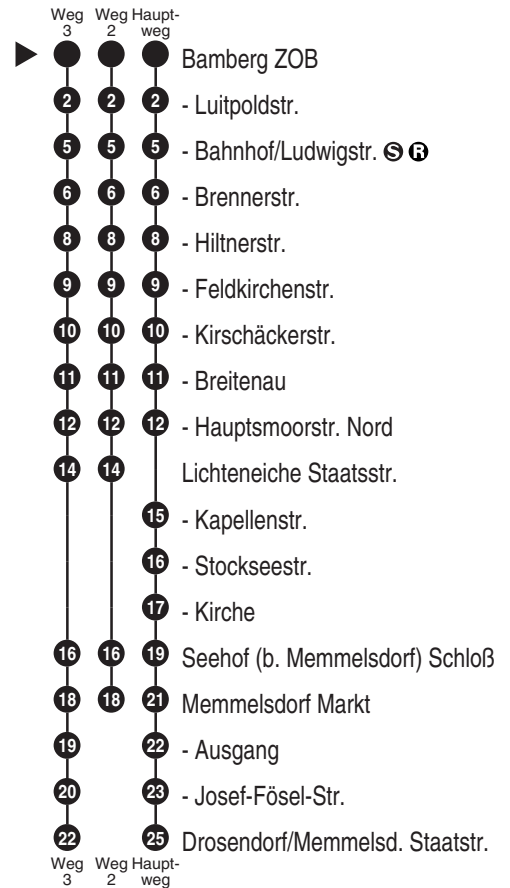 Weg Weg Haupt-
3 2 weg
Bamberg ZOB
2 2 2 - Luitpoldstr.
5 5 5 - Bahnhof/Ludwigstr. S R
6 6 6 - Brennerstr.
8 8 8 - Hiltnerstr.
9 9 9 - Feldkirchenstr.
10 10 10 - Kirschäckerstr.
11 11 11 - Breitenau
12 12 12 - Hauptsmoorstr. Nord
14 14 Lichteneiche Staatsstr.
15 - Kapellenstr.
16 - Stockseestr.
17 - Kirche
16 16 19 Seehof (b. Memmelsdorf) Schloß
18 18 21 Memmelsdorf Markt
19 22 - Ausgang
20 23 - Josef-Fösel-Str.
22 25 Drosendorf/Memmelsd. Staatstr.
Weg Weg Haupt-
3 2 weg